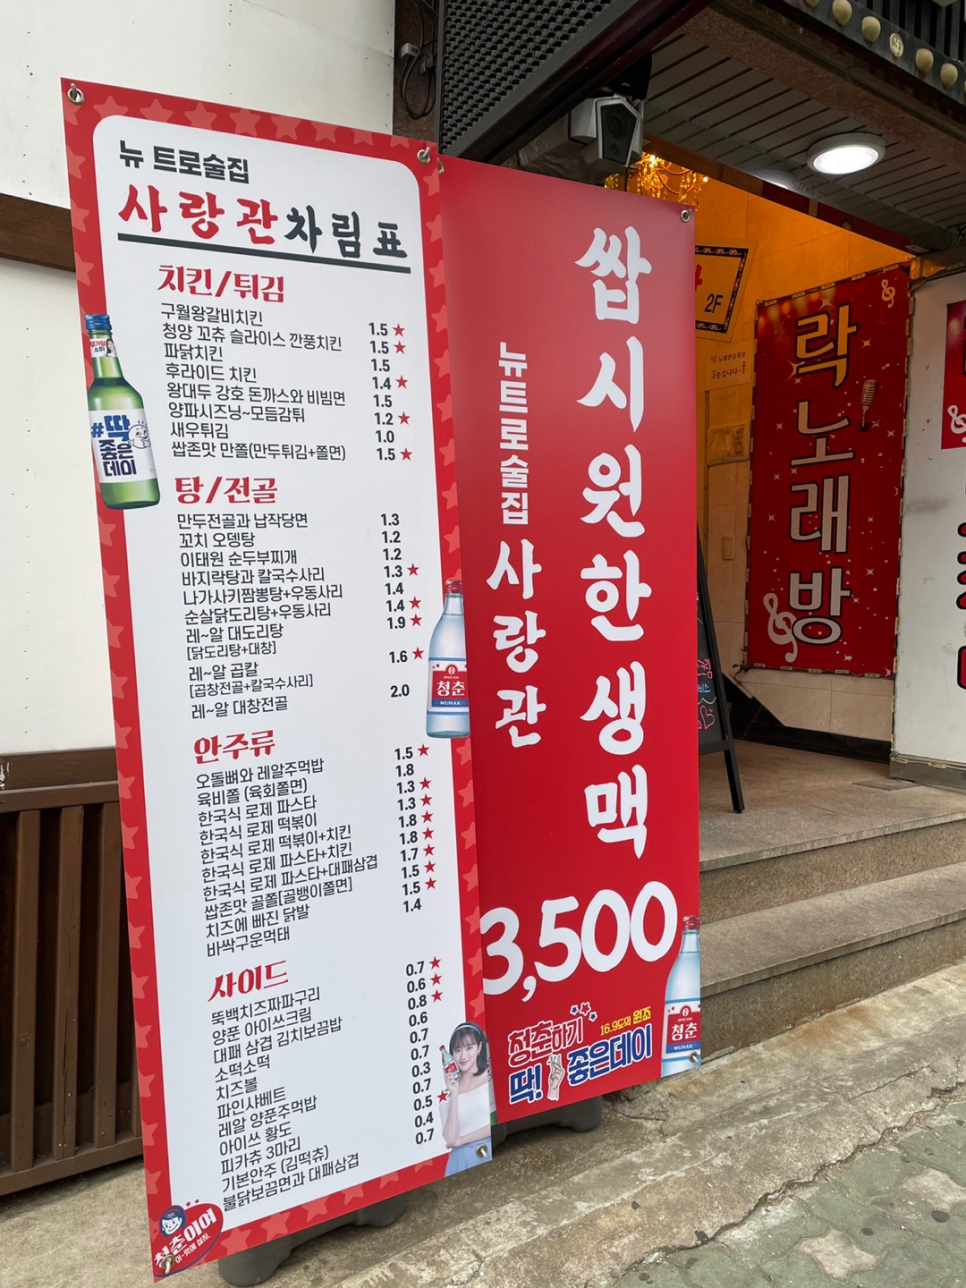 뉴 트로술집
사랑관차림표
치킨/튀김
구월왕갈비치킨 1.5★
청양 꼬츄 슬라이스 깐풍치킨 1.5★
파닭치킨 1.5
후라이드 치킨 1.4★
왕대두 강호 돈까스와 비빔면 1.5
양파시즈닝~모듬감튀 1.2★
새우튀김 1.0
쌉존맛 만쫄(만두튀김+쫄면) 1.5★
탕/전골
만두전골과 납작당면 1.3
꼬치 오뎅탕 1.2
이태원 순두부찌개 1.2
바지락탕과 칼국수사리 1.3★
나가사키짬뽕탕+우동사리 1.4
순살닭도리탕+우동사리 1.4★
레~알 대도리탕 1.9★
[닭도리탕+대창]
레~알 곱칼 1.6★
[곱창전골+칼국수사리]
레~알 대창전골 2.0
안주류
오돌뼈와 레알주먹밥 1.5★
육비쫄 (육회쫄면) 1.8
한국식 로제 파스타 1.3★
한국식 로제 떡볶이 1.3★
한국식 로제 떡볶이+치킨 1.8★
한국식 로제 파스타+치킨 1.8★
한국식 로제 파스타+대패삼겹 1.7★
쌉존맛 골쫄[골뱅이쫄면] 1.5★
치즈에 빠진 닭발 1.5★
바싹구운먹태 1.4
사이드
뚝백치즈짜파구리 0.7★
양푼 아이쓰크림 0.6★
대패 삼겹 김치보끔밥 0.8★
소떡소떡 0.6
치즈볼 0.7
파인샤베트 0.7
레알 양푼주먹밥 0.3
아이쓰 황도 0.7
피카츄 3마리 0.5★
기본안주 (김떡츄) 0.4
불닭보끔면과 대패삼겹 0.7
#딱
좋은
데이
청춘
MUHAK
청춘이여
쌉시원한생맥
뉴트로술집 사랑관
3,500
청춘하기
16.9도의 원조
딱! 좋은데이
청춘
MUHAK
2F
락노래방